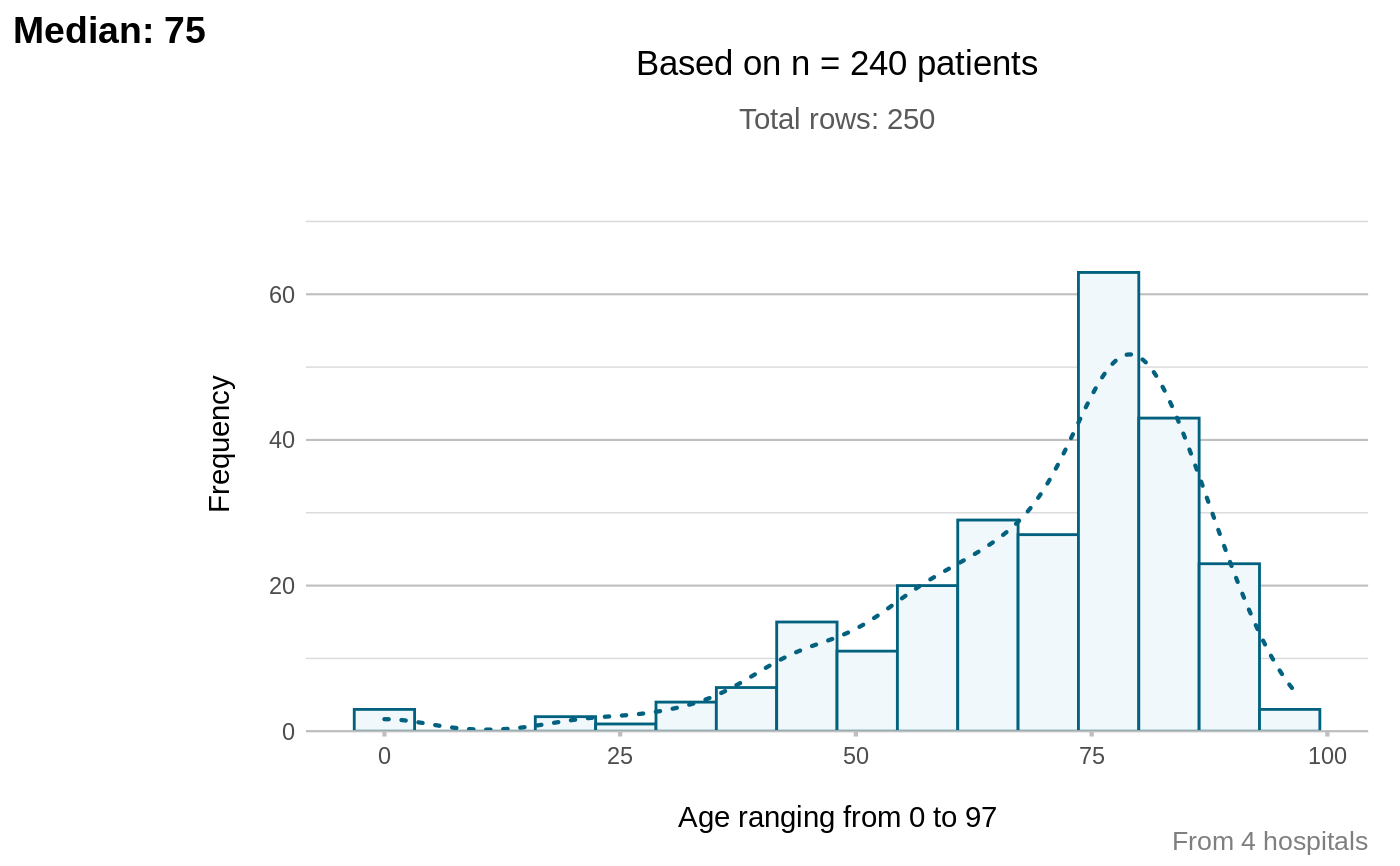 Median: 75
Based on n = 240 patients
Total rows: 250
Frequency
60
40
20
0
0 25 50 75 100
Age ranging from 0 to 97
From 4 hospitals